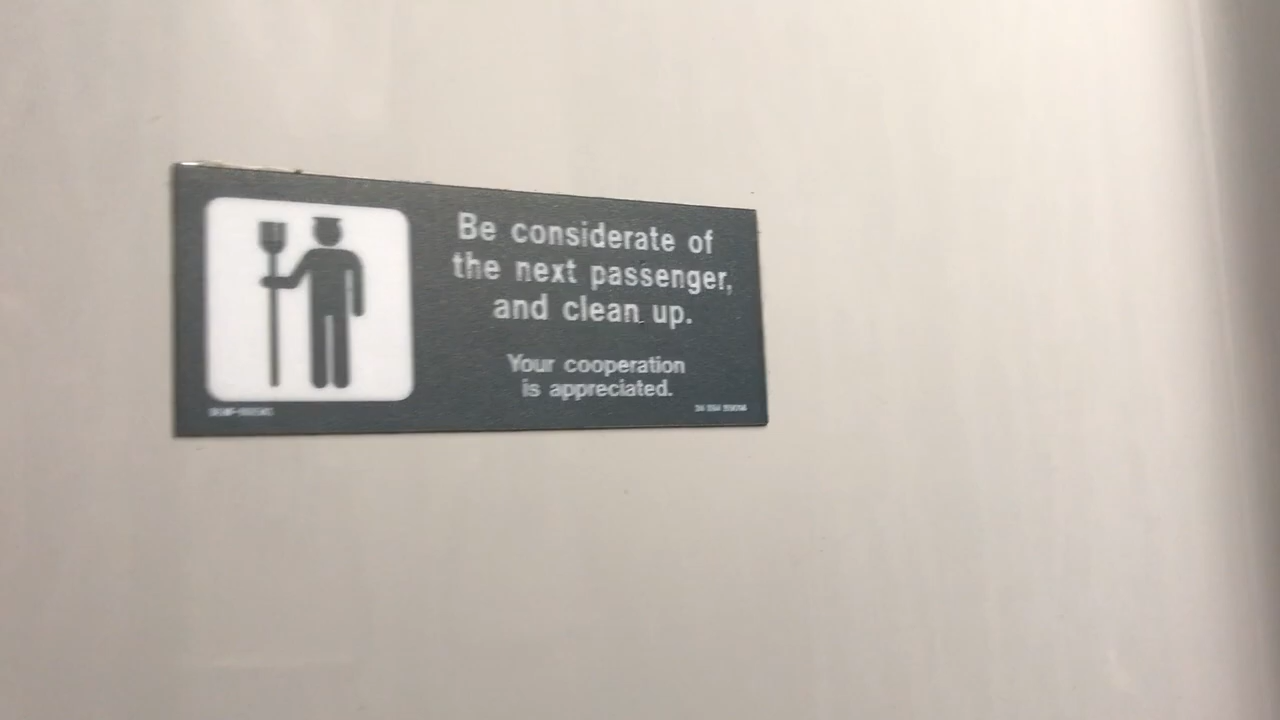 Be considerate of
the next passenger,
and clean up.
Your cooperation
is appreciated.